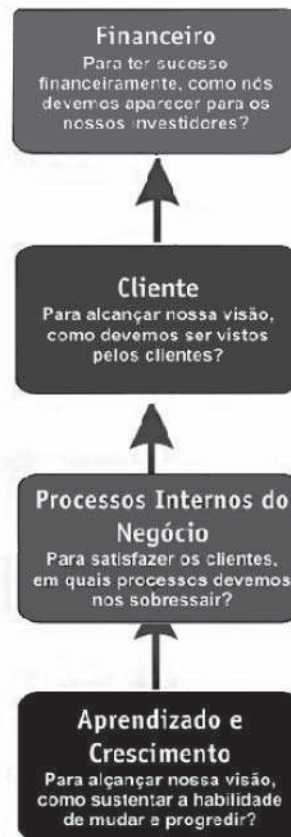 Financeiro
Para ter sucesso
financeiramente, como nós
devemos aparecer para os
nossos investidores?
Cliente
Para alcançar nossa visão,
como devemos ser vistos
pelos clientes?
Processos Internos do
Negócio
Para satisfazer os clientes,
em quais processos devemos
nos sobressair?
Aprendizado e
Crescimento
Para alçançar nossa visão,
como sustentar a habilidade
de mudar e progredir?